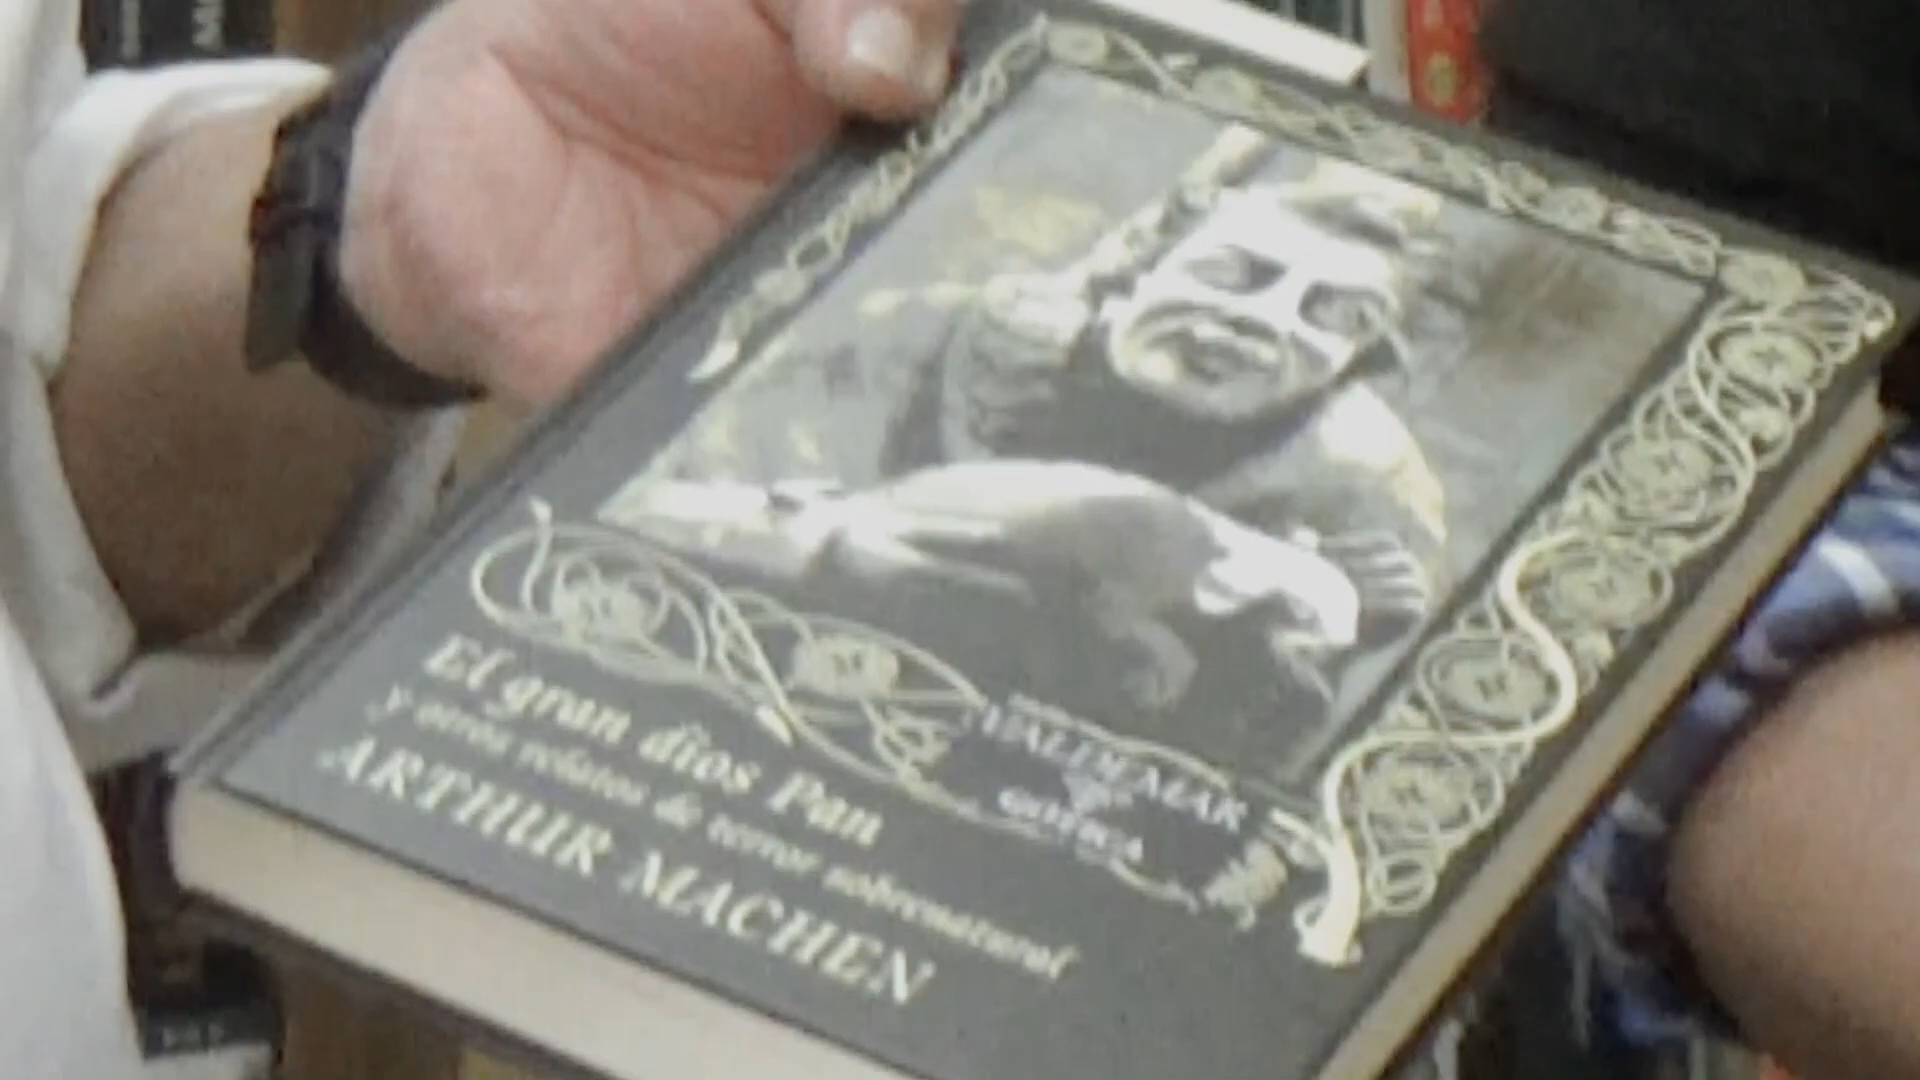 El gran dios Pan
y otros relatos de terror sobrenatural
ARTHUR MACHEN
VALDEMAR
GÓTICA